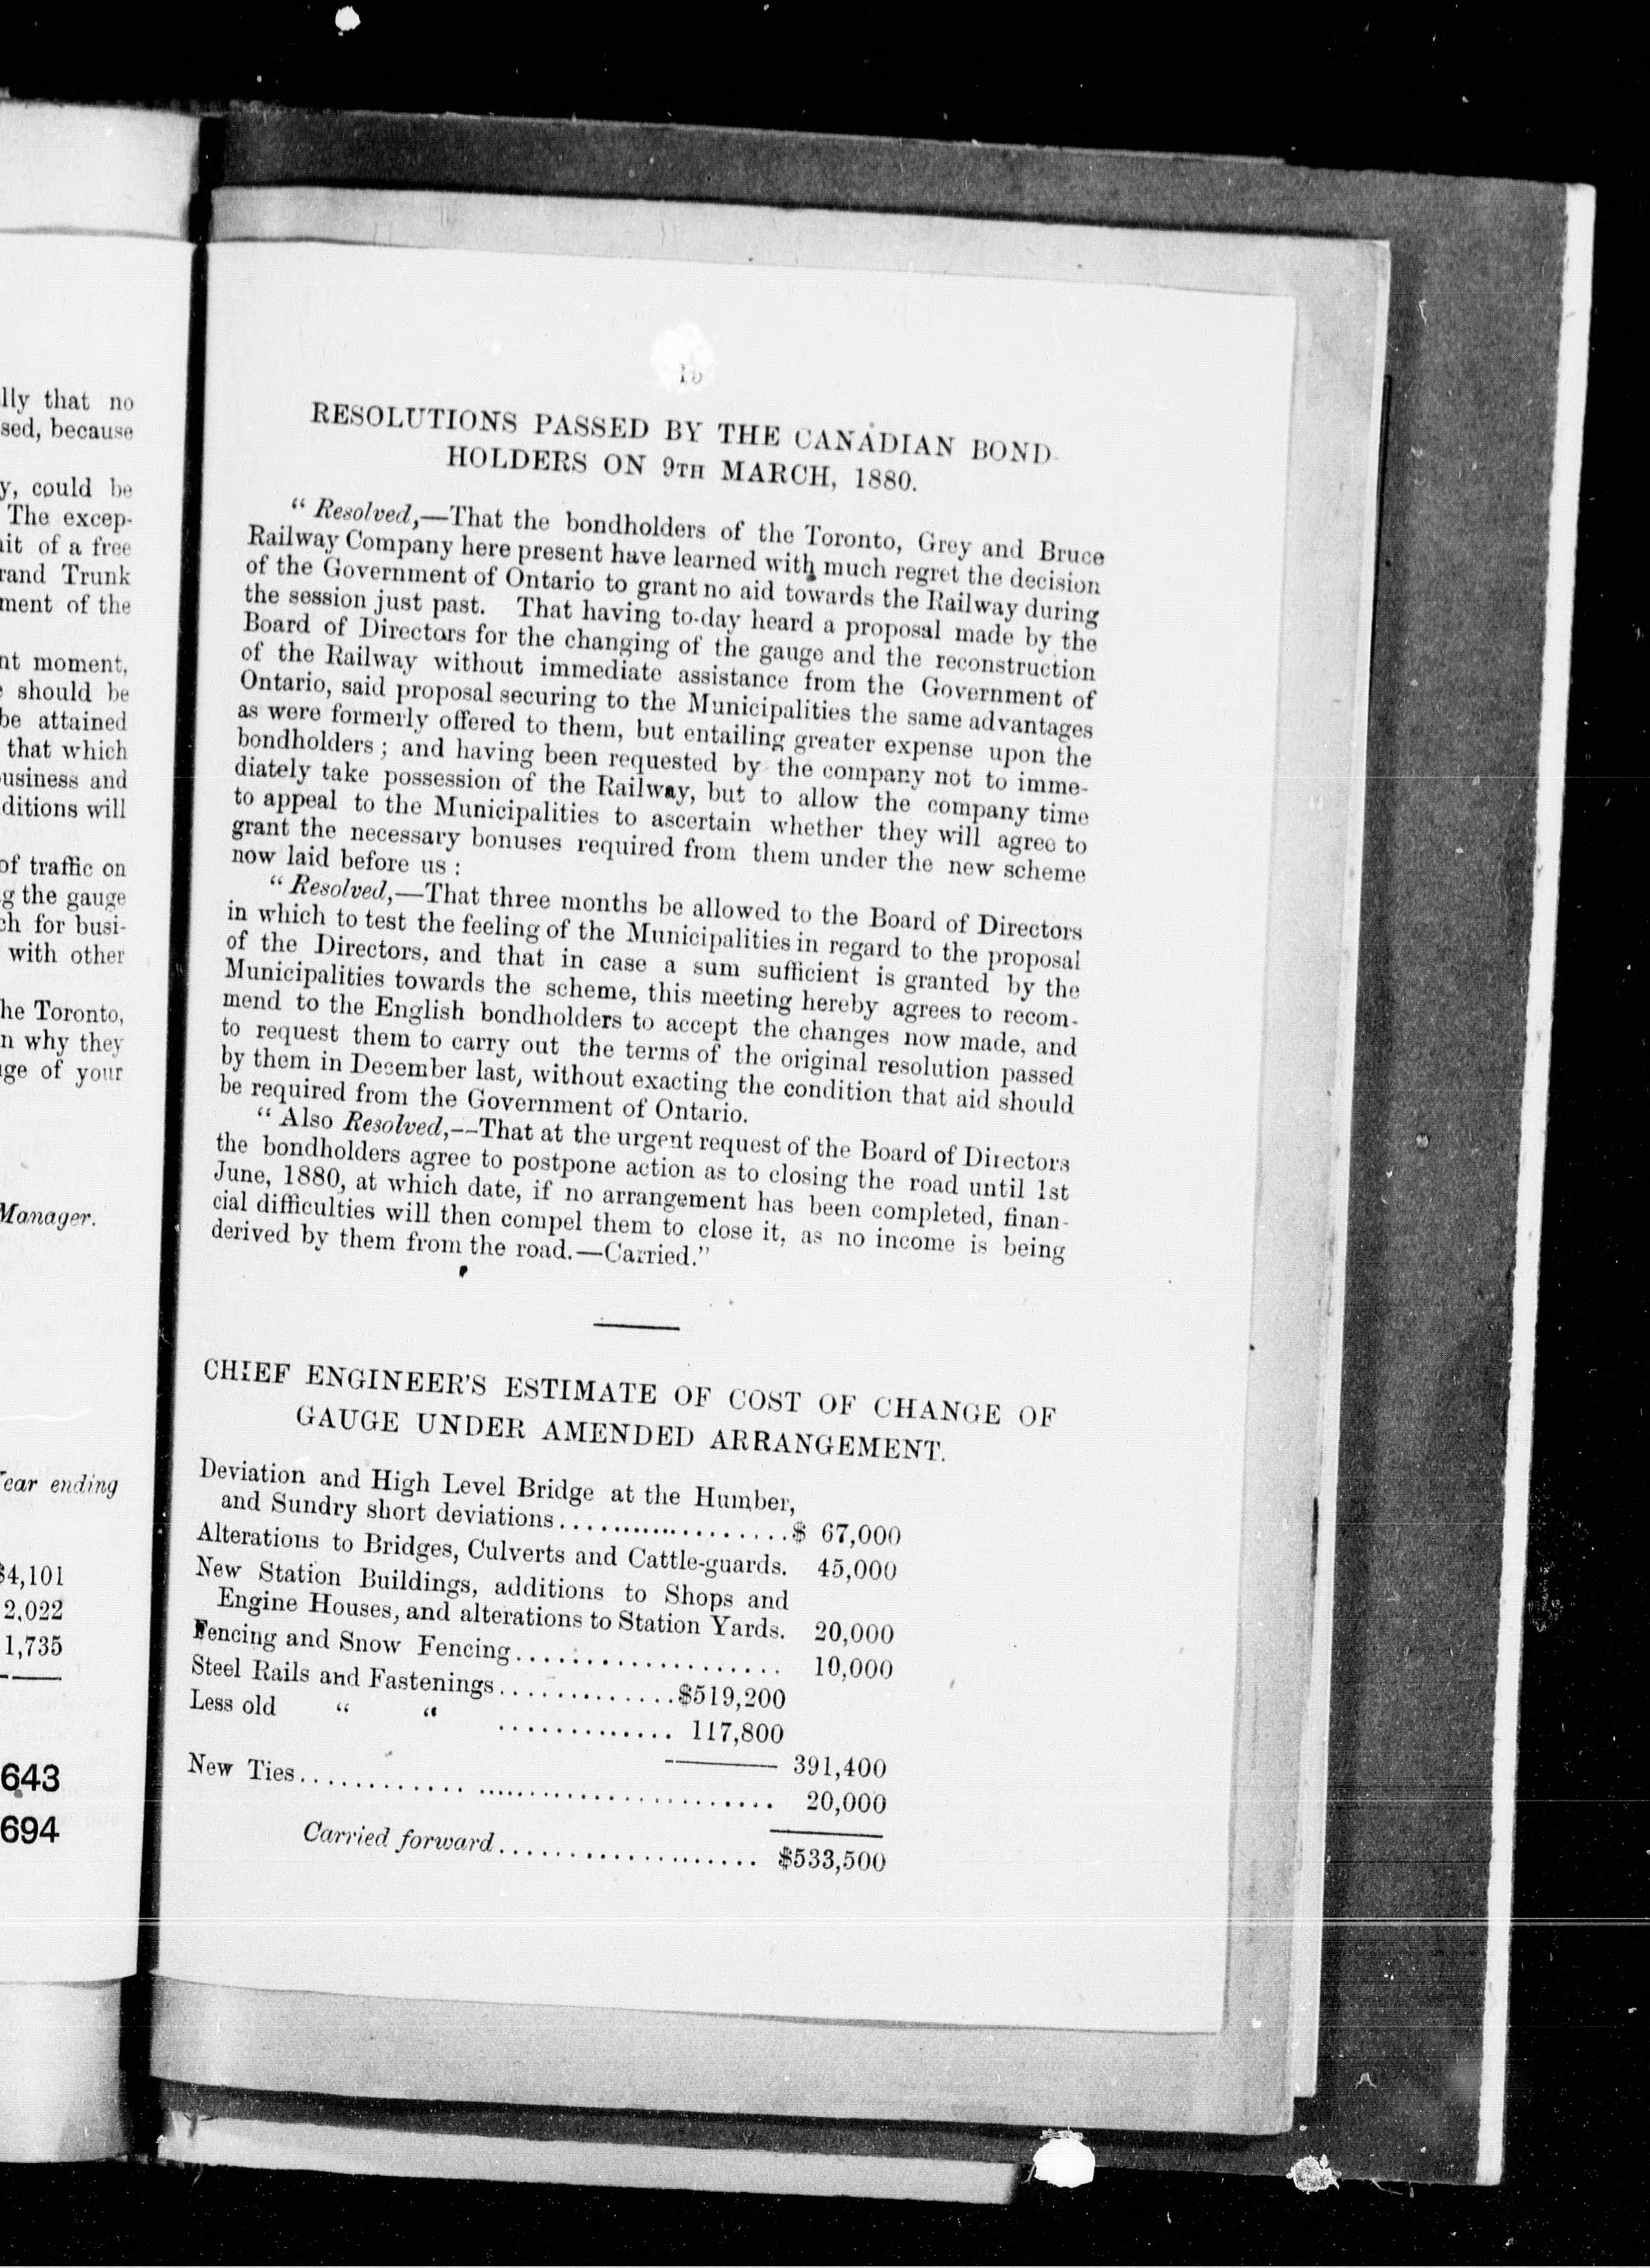 lly that no
sed, because
y, could be
The excep-
nit of a free
rand Trunk
ment of the
nt moment,
should be
be attained
that which
usiness and
ditions will
of traffic on
g the gauge
ch for busi-
with other
he Toronto,
n why they
ge of your
Manager.
Year ending
$4,101
2,022
1,735
643
694
RESOLUTIONS PASSED BY THE CANADIAN BOND-
HOLDERS ON 9TH MARCH, 1880.
“ Resolved,—That the bondholders of the Toronto, Grey and Bruce
Railway Company here present have learned with much regret the decision
of the Government of Ontario to grant no aid towards the Railway during
the session just past. That having to-day heard a proposal made by the
Board of Directors for the changing of the gauge and the reconstruction
of the Railway without immediate assistance from the Government of
Ontario, said proposal securing to the Municipalities the same advantages
as were formerly offered to them, but entailing greater expense upon the
bondholders ; and having been requested by the company not to imme-
diately take possession of the Railway, but to allow the company time
to appeal to the Municipalities to ascertain whether they will agree to
grant the necessary bonuses required from them under the new scheme
now laid before us :
“ Resolved,—That three months be allowed to the Board of Directors
in which to test the feeling of the Municipalities in regard to the proposal
of the Directors, and that in case a sum sufficient is granted by the
Municipalities towards the scheme, this meeting hereby agrees to recom-
mend to the English bondholders to accept the changes now made, and
to request them to carry out the terms of the original resolution passed
by them in December last, without exacting the condition that aid should
be required from the Government of Ontario.
“ Also Resolved,--That at the urgent request of the Board of Directors
the bondholders agree to postpone action as to closing the road until 1st
June, 1880, at which date, if no arrangement has been completed, finan-
cial difficulties will then compel them to close it, as no income is being
derived by them from the road.—Carried.”
CHIEF ENGINEER'S ESTIMATE OF COST OF CHANGE OF
GAUGE UNDER AMENDED ARRANGEMENT.
Deviation and High Level Bridge at the Humber,
and Sundry short deviations.......................$ 67,000
Alterations to Bridges, Culverts and Cattle-guards. 45,000
New Station Buildings, additions to Shops and
Engine Houses, and alterations to Station Yards. 20,000
Fencing and Snow Fencing................... 10,000
Steel Rails and Fastenings.............$519,200
Less old “ “ ............. 117,800
391,400
New Ties.................................. 20,000
Carried forward................... $533,500